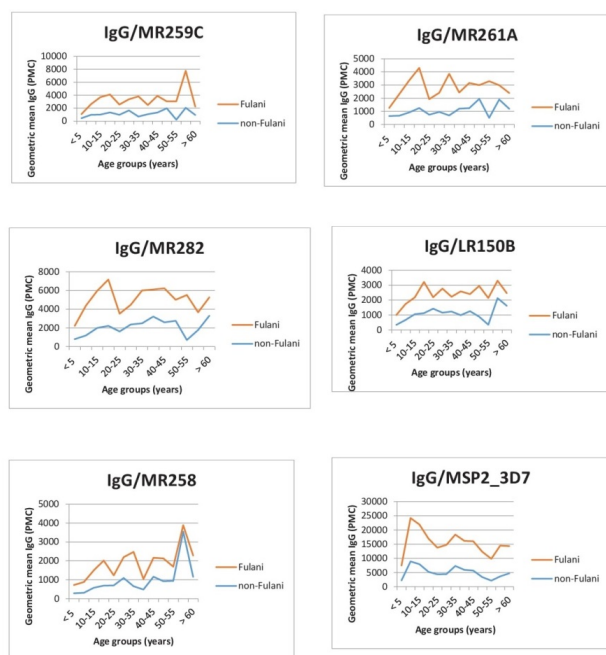 IgG/MR259C
Geometric mean IgG (PMC)
10000
8000
6000
4000
2000
0
< 5
10-15
20-25
30-35
40-45
50-55
> 60
Age groups (years)
Fulani
non-Fulani
IgG/MR261A
Geometric mean IgG (PMC)
5000
4000
3000
2000
1000
0
< 5
10-15
20-25
30-35
40-45
50-55
> 60
Age groups (years)
Fulani
non-Fulani
IgG/MR282
Geometric mean IgG (PMC)
8000
6000
4000
2000
0
< 5
10-15
20-25
30-35
40-45
50-55
> 60
Age groups (years)
Fulani
non-Fulani
IgG/LR150B
Geometric mean IgG (PMC)
4000
3000
2000
1000
0
< 5
10-15
20-25
30-35
40-45
50-55
> 60
Age groups (years)
Fulani
non-Fulani
IgG/MR258
Geometric mean IgG (PMC)
5000
4000
3000
2000
1000
0
< 5
10-15
20-25
30-35
40-45
50-55
> 60
Age groups (years)
Fulani
non-Fulani
IgG/MSP2_3D7
Geometric mean IgG (PMC)
30000
25000
20000
15000
10000
5000
0
< 5
10-15
20-25
30-35
40-45
50-55
> 60
Age groups (years)
Fulani
non-Fulani